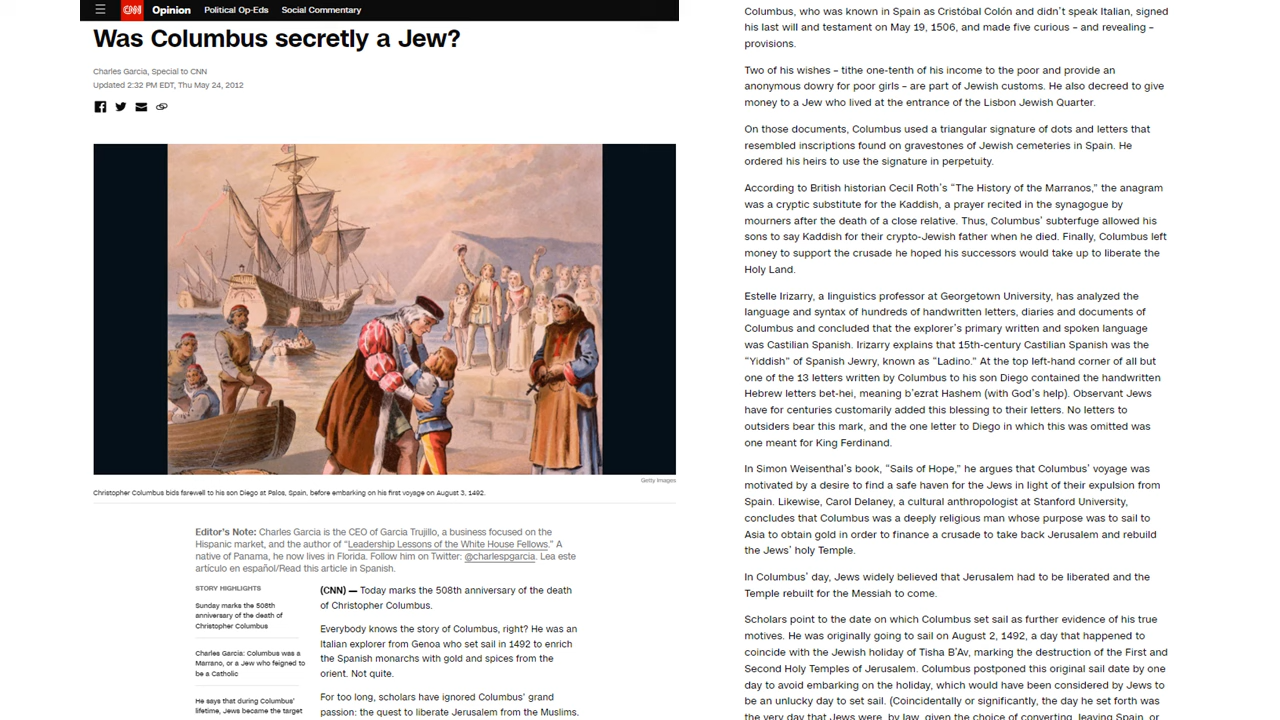 CNN Opinion Political Op-Eds Social Commentary
Was Columbus secretly a Jew?
Charles Garcia, Special to CNN
Updated 2:32 PM EDT, Thu May 24, 2012
Getty Images
Christopher Columbus bids farewell to his son Diego at Palos, Spain, before embarking on his first voyage on August 3, 1492.
Editor's Note: Charles Garcia is the CEO of Garcia Trujillo, a business focused on the
Hispanic market, and the author of “Leadership Lessons of the White House Fellows.” A
native of Panama, he now lives in Florida. Follow him on Twitter: @charlespgarcia. Lea este
artículo en español/Read this article in Spanish.
STORY HIGHLIGHTS
Sunday marks the 508th
anniversary of the death of
Christopher Columbus
Charles Garcia: Columbus was a
Marrano, or a Jew who feigned to
be a Catholic
He says that during Columbus'
lifetime, Jews became the target
(CNN) — Today marks the 508th anniversary of the death
of Christopher Columbus.
Everybody knows the story of Columbus, right? He was an
Italian explorer from Genoa who set sail in 1492 to enrich
the Spanish monarchs with gold and spices from the
orient. Not quite.
For too long, scholars have ignored Columbus' grand
passion: the quest to liberate Jerusalem from the Muslims.
Columbus, who was known in Spain as Cristóbal Colón and didn't speak Italian, signed
his last will and testament on May 19, 1506, and made five curious – and revealing –
provisions.
Two of his wishes – tithe one-tenth of his income to the poor and provide an
anonymous dowry for poor girls – are part of Jewish customs. He also decreed to give
money to a Jew who lived at the entrance of the Lisbon Jewish Quarter.
On those documents, Columbus used a triangular signature of dots and letters that
resembled inscriptions found on gravestones of Jewish cemeteries in Spain. He
ordered his heirs to use the signature in perpetuity.
According to British historian Cecil Roth's “The History of the Marranos,” the anagram
was a cryptic substitute for the Kaddish, a prayer recited in the synagogue by
mourners after the death of a close relative. Thus, Columbus' subterfuge allowed his
sons to say Kaddish for their crypto-Jewish father when he died. Finally, Columbus left
money to support the crusade he hoped his successors would take up to liberate the
Holy Land.
Estelle Irizarry, a linguistics professor at Georgetown University, has analyzed the
language and syntax of hundreds of handwritten letters, diaries and documents of
Columbus and concluded that the explorer's primary written and spoken language
was Castilian Spanish. Irizarry explains that 15th-century Castilian Spanish was the
“Yiddish” of Spanish Jewry, known as “Ladino.” At the top left-hand corner of all but
one of the 13 letters written by Columbus to his son Diego contained the handwritten
Hebrew letters bet-hei, meaning b'ezrat Hashem (with God's help). Observant Jews
have for centuries customarily added this blessing to their letters. No letters to
outsiders bear this mark, and the one letter to Diego in which this was omitted was
one meant for King Ferdinand.
In Simon Weisenthal's book, “Sails of Hope,” he argues that Columbus' voyage was
motivated by a desire to find a safe haven for the Jews in light of their expulsion from
Spain. Likewise, Carol Delaney, a cultural anthropologist at Stanford University,
concludes that Columbus was a deeply religious man whose purpose was to sail to
Asia to obtain gold in order to finance a crusade to take back Jerusalem and rebuild
the Jews' holy Temple.
In Columbus' day, Jews widely believed that Jerusalem had to be liberated and the
Temple rebuilt for the Messiah to come.
Scholars point to the date on which Columbus set sail as further evidence of his true
motives. He was originally going to sail on August 2, 1492, a day that happened to
coincide with the Jewish holiday of Tisha B'Av, marking the destruction of the First and
Second Holy Temples of Jerusalem. Columbus postponed this original sail date by one
day to avoid embarking on the holiday, which would have been considered by Jews to
be an unlucky day to set sail. (Coincidentally or significantly, the day he set forth was
the very day that Jews were, by law, given the choice of converting, leaving Spain, or